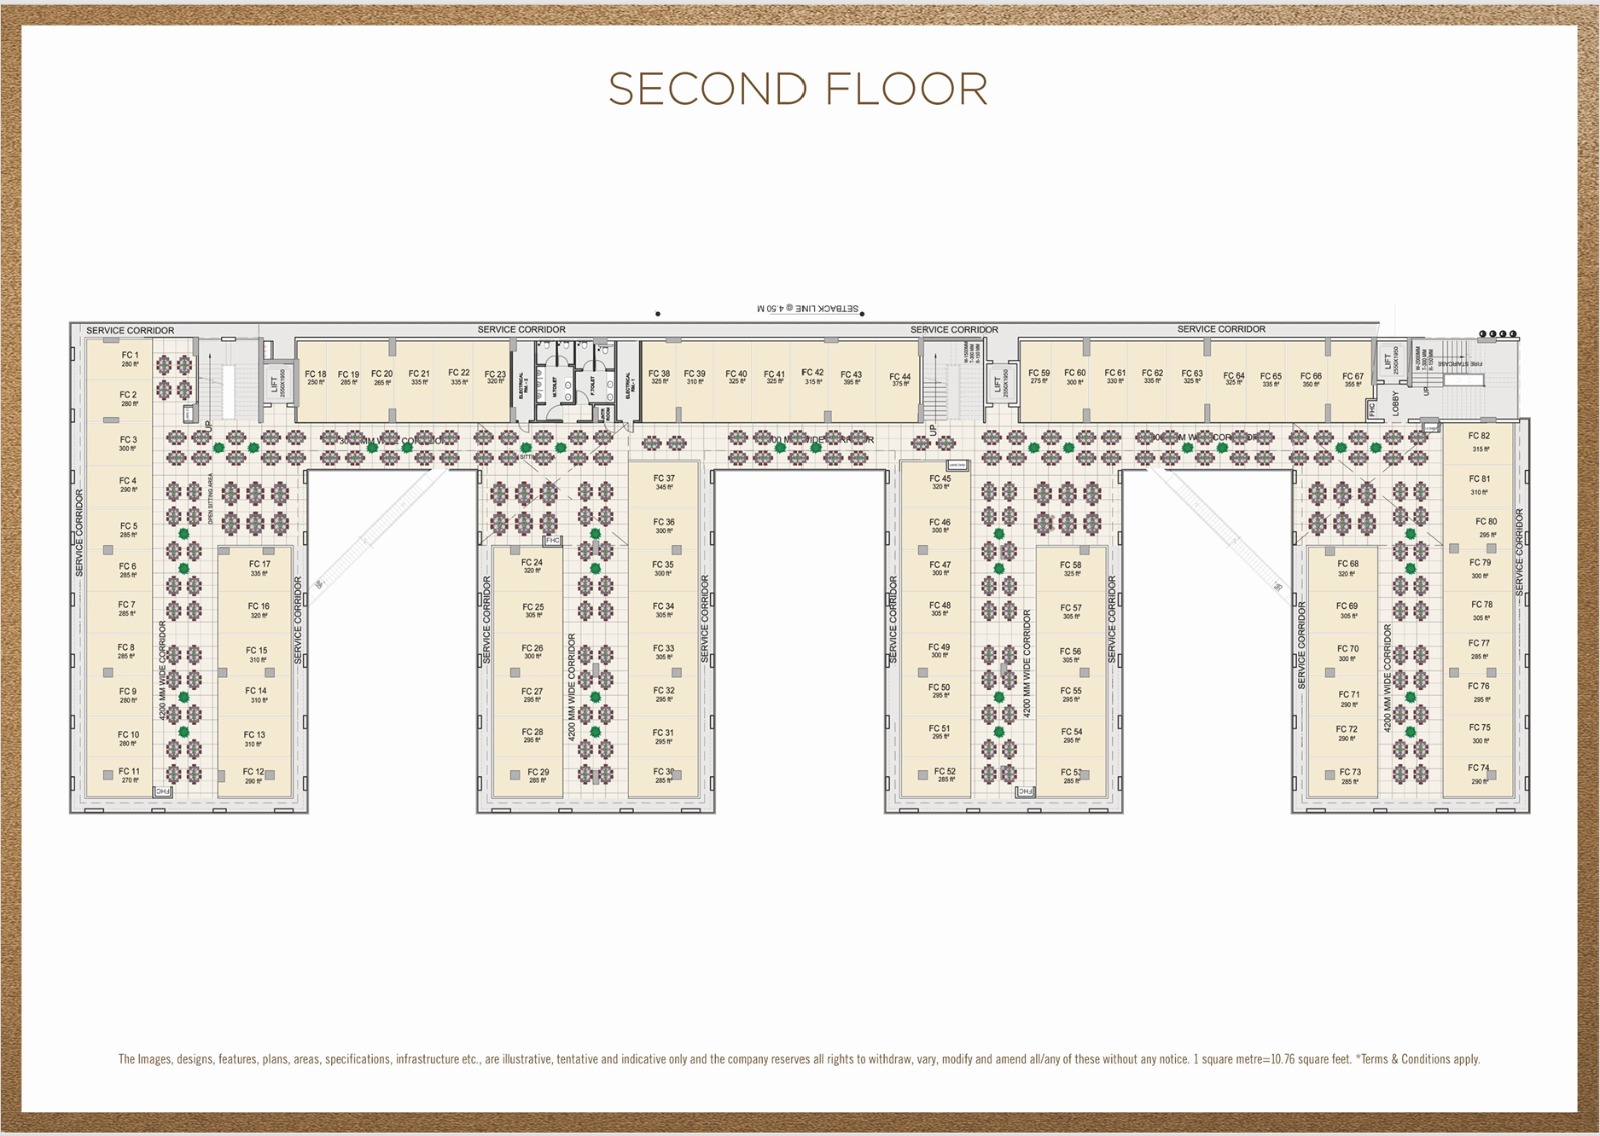 SECOND FLOOR
SETBACK LINE @ 4.50 M
SERVICE CORRIDOR
SERVICE CORRIDOR
SERVICE CORRIDOR
SERVICE CORRIDOR
FC 1
280 ft²
FC 2
280 ft²
FC 3
300 ft²
FC 4
290 ft²
FC 5
285 ft²
FC 6
285 ft²
FC 7
285 ft²
FC 8
285 ft²
FC 9
280 ft²
FC 10
280 ft²
FC 11
270 ft²
SERVICE CORRIDOR
4200 MM WIDE CORRIDOR
OPEN SITTING AREA
UP
FHC
FC 17
335 ft²
FC 16
320 ft²
FC 15
310 ft²
FC 14
310 ft²
FC 13
310 ft²
FC 12
290 ft²
SERVICE CORRIDOR
LIFT
2550X1950
FC 18
250 ft²
FC 19
285 ft²
FC 20
265 ft²
FC 21
335 ft²
FC 22
335 ft²
FC 23
320 ft²
ELECTRICAL
RM.- 2
M.TOILET
F.TOILET
ELECTRICAL
RM.- 1
MM WIDE CORRIDOR
SERVICE CORRIDOR
FHC
FC 24
320 ft²
FC 25
305 ft²
FC 26
300 ft²
FC 27
295 ft²
FC 28
295 ft²
FC 29
285 ft²
4200 MM WIDE CORRIDOR
FC 37
345 ft²
FC 36
300 ft²
FC 35
300 ft²
FC 34
305 ft²
FC 33
305 ft²
FC 32
295 ft²
FC 31
295 ft²
FC 30
285 ft²
SERVICE CORRIDOR
FC 38
325 ft²
FC 39
310 ft²
FC 40
325 ft²
FC 41
325 ft²
FC 42
315 ft²
FC 43
395 ft²
FC 44
375 ft²
MM WIDE CORRIDOR
UP
LIFT
2550X1950
SERVICE CORRIDOR
FC 45
320 ft²
FC 46
300 ft²
FC 47
300 ft²
FC 48
305 ft²
FC 49
300 ft²
FC 50
295 ft²
FC 51
295 ft²
FC 52
285 ft²
4200 MM WIDE CORRIDOR
FHC
FC 58
325 ft²
FC 57
305 ft²
FC 56
305 ft²
FC 55
295 ft²
FC 54
295 ft²
FC 53
285 ft²
SERVICE CORRIDOR
FC 59
275 ft²
FC 60
300 ft²
FC 61
330 ft²
FC 62
335 ft²
FC 63
325 ft²
FC 64
325 ft²
FC 65
335 ft²
FC 66
350 ft²
FC 67
355 ft²
FHC
LIFT
2550X1950
LOBBY
UP
FIRE STAIRCASE
SERVICE CORRIDOR
FC 68
320 ft²
FC 69
305 ft²
FC 70
300 ft²
FC 71
290 ft²
FC 72
290 ft²
FC 73
285 ft²
4200 MM WIDE CORRIDOR
FC 82
315 ft²
FC 81
310 ft²
FC 80
295 ft²
FC 79
300 ft²
FC 78
305 ft²
FC 77
285 ft²
FC 76
295 ft²
FC 75
300 ft²
FC 74
290 ft²
SERVICE CORRIDOR
The Images, designs, features, plans, areas, specifications, infrastructure etc., are illustrative, tentative and indicative only and the company reserves all rights to withdraw, vary, modify and amend all/any of these without any notice. 1 square metre=10.76 square feet. *Terms & Conditions apply.